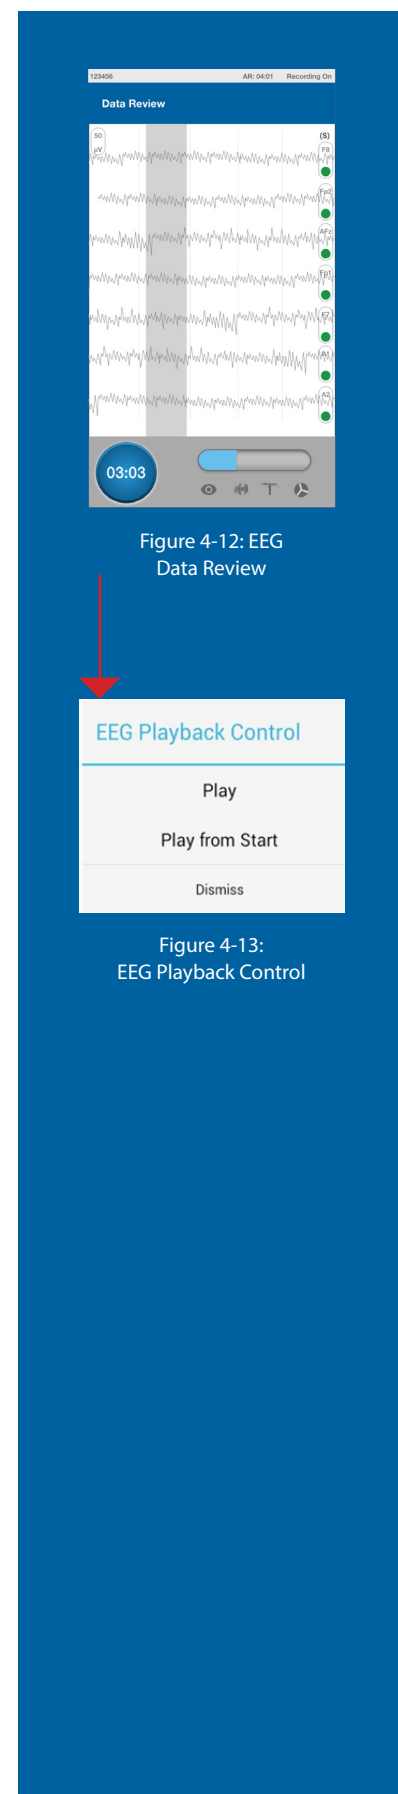 123456 AR: 04:01 Recording On
Data Review
50 (S)
µV F8
Fp2
AFz
Fp1
F7
A1
A2
03:03
Figure 4-12: EEG
Data Review
EEG Playback Control
Play
Play from Start
Dismiss
Figure 4-13:
EEG Playback Control